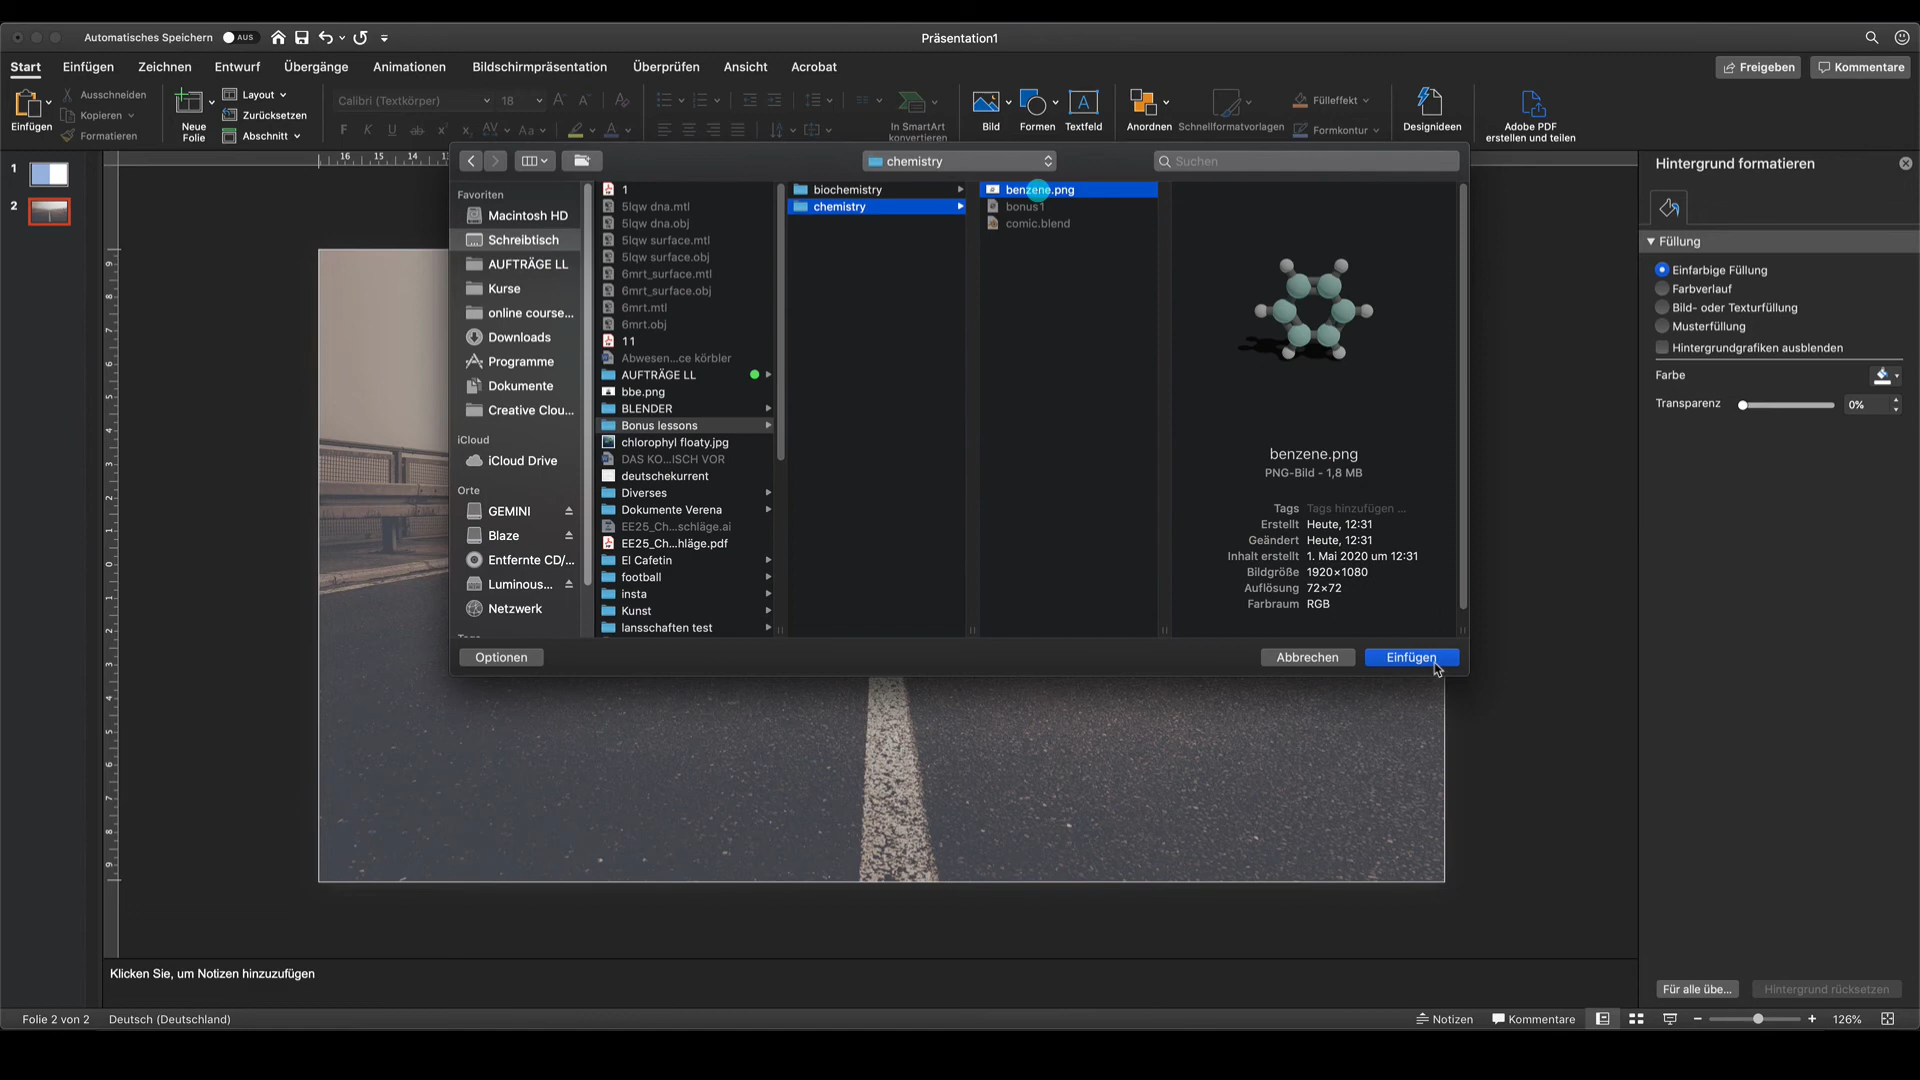 Automatisches Speichern AUS
Präsentation1
Start Einfügen Zeichnen Entwurf Übergänge Animationen Bildschirmpräsentation Überprüfen Ansicht Acrobat
Freigeben Kommentare
Einfügen
Ausschneiden
Kopieren
Formatieren
Neue Folie
Layout
Zurücksetzen
Abschnitt
Calibri (Textkörper) 18
F K U ab x x AV Aa A
In SmartArt konvertieren
Bild Formen Textfeld
Anordnen Schnellformatvorlagen
Fülleffekt
Formkontur
Designideen
Adobe PDF
erstellen und teilen
1
2
16 15 14 1
chemistry
Suchen
Favoriten
Macintosh HD
Schreibtisch
AUFTRÄGE LL
Kurse
online course...
Downloads
Programme
Dokumente
Creative Clou...
iCloud
iCloud Drive
Orte
GEMINI
Blaze
Entfernte CD/...
Luminous...
Netzwerk
1
5lqw dna.mtl
5lqw dna.obj
5lqw surface.mtl
5lqw surface.obj
6mrt_surface.mtl
6mrt_surface.obj
6mrt.mtl
6mrt.obj
11
Abwesen...ce körbler
AUFTRÄGE LL
bbe.png
BLENDER
Bonus lessons
chlorophyl floaty.jpg
DAS KO...ISCH VOR
deutschekurrent
Diverses
Dokumente Verena
EE25_Ch...schläge.ai
EE25_Ch...hläge.pdf
El Cafetin
football
insta
Kunst
lansschaften test
biochemistry
chemistry
benzene.png
bonus1
comic.blend
benzene.png
PNG-Bild - 1,8 MB
Tags Tags hinzufügen ...
Erstellt Heute, 12:31
Geändert Heute, 12:31
Inhalt erstellt 1. Mai 2020 um 12:31
Bildgröße 1920×1080
Auflösung 72×72
Farbraum RGB
Optionen
Abbrechen Einfügen
Hintergrund formatieren
Füllung
Einfarbige Füllung
Farbverlauf
Bild- oder Texturfüllung
Musterfüllung
Hintergrundgrafiken ausblenden
Farbe
Transparenz 0%
Für alle übe... Hintergrund rücksetzen
Klicken Sie, um Notizen hinzuzufügen
Folie 2 von 2 Deutsch (Deutschland)
Notizen Kommentare 126%